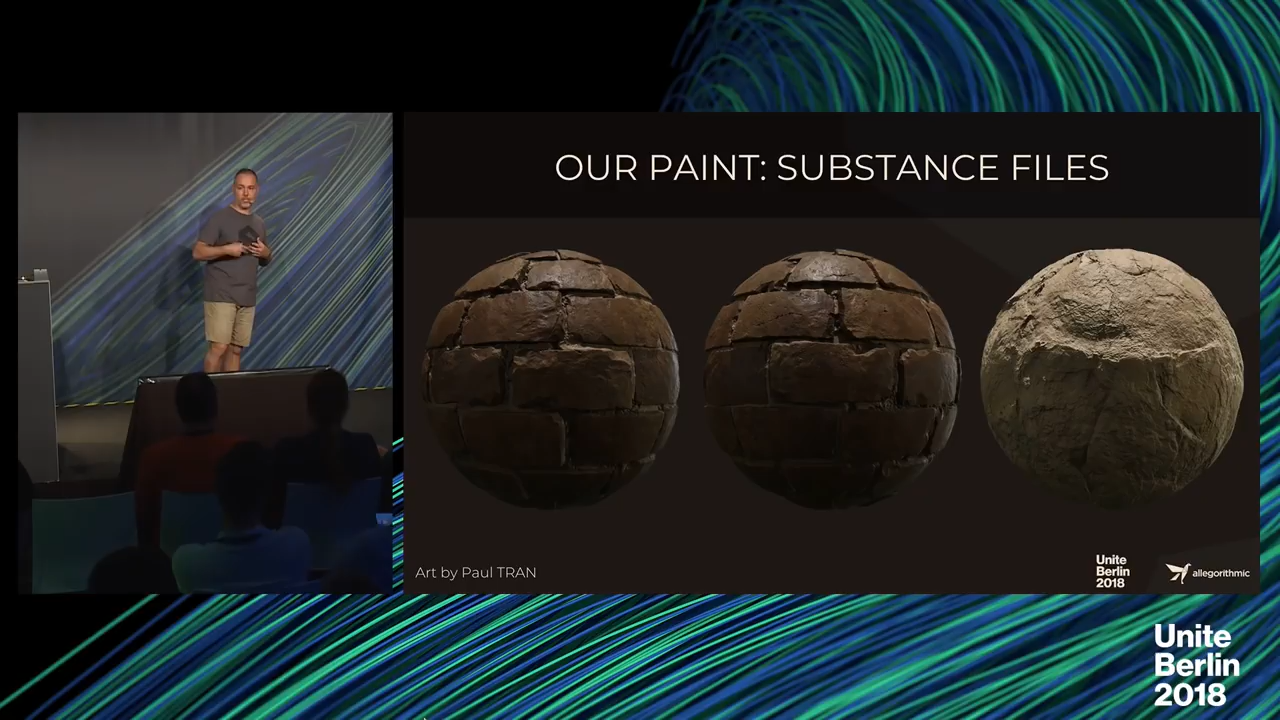 OUR PAINT: SUBSTANCE FILES
Art by Paul TRAN
Unite
Berlin
2018
allegorithmic
Unite
Berlin
2018